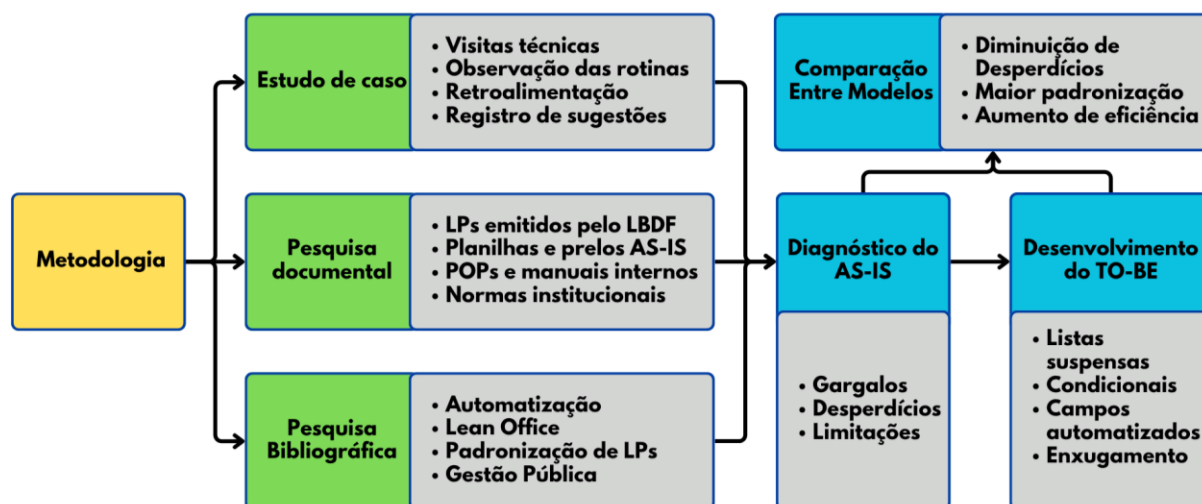 Metodologia
Estudo de caso
• Visitas técnicas
• Observação das rotinas
• Retroalimentação
• Registro de sugestões
Pesquisa
documental
• LPs emitidos pelo LBDF
• Planilhas e prelos AS-IS
• POPs e manuais internos
• Normas institucionais
Pesquisa
Bibliográfica
• Automatização
• Lean Office
• Padronização de LPs
• Gestão Pública
Comparação
Entre Modelos
• Diminuição de
Desperdícios
• Maior padronização
• Aumento de eficiência
Diagnóstico do
AS-IS
• Gargalos
• Desperdícios
• Limitações
Desenvolvimento
do TO-BE
• Listas
suspensas
• Condicionais
• Campos
automatizados
• Enxugamento